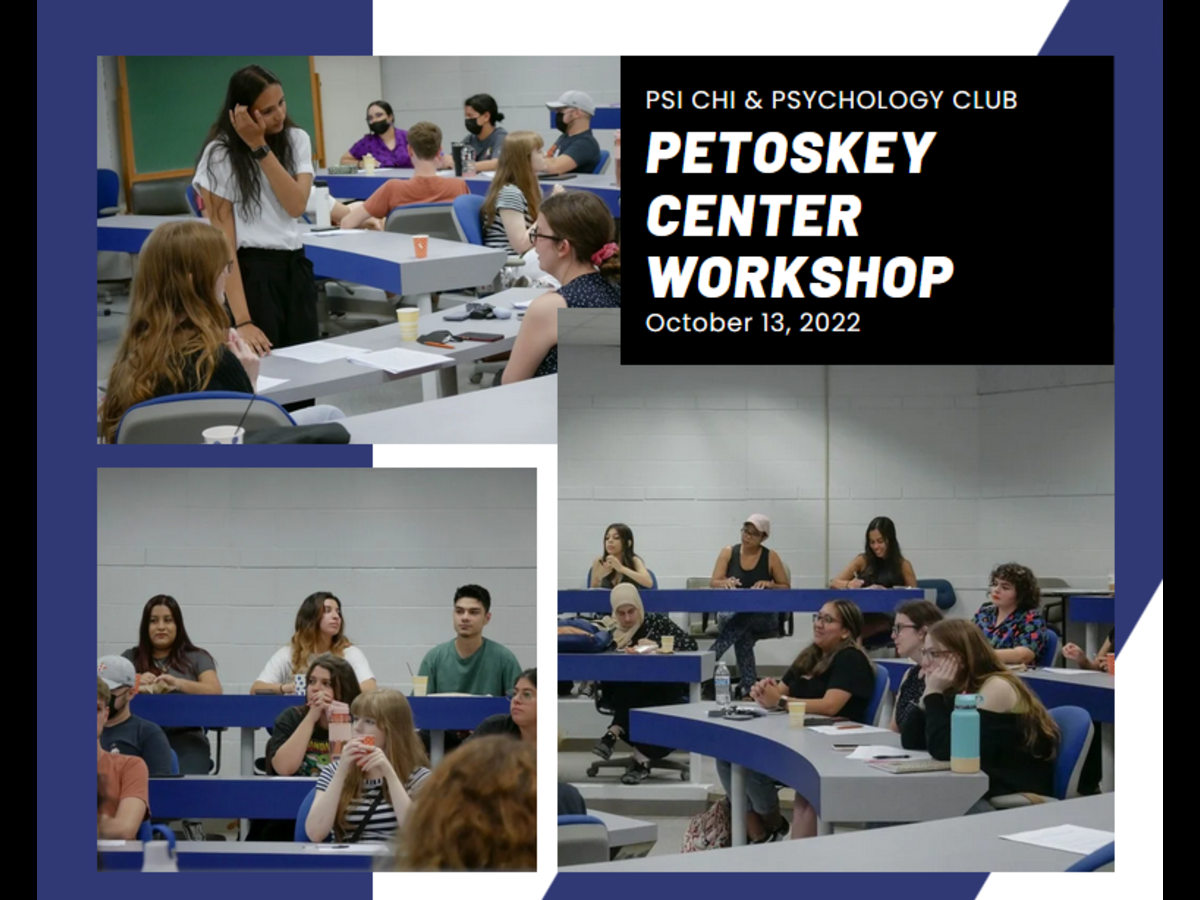 PSI CHI & PSYCHOLOGY CLUB
PETOSKEY
CENTER
WORKSHOP
October 13, 2022